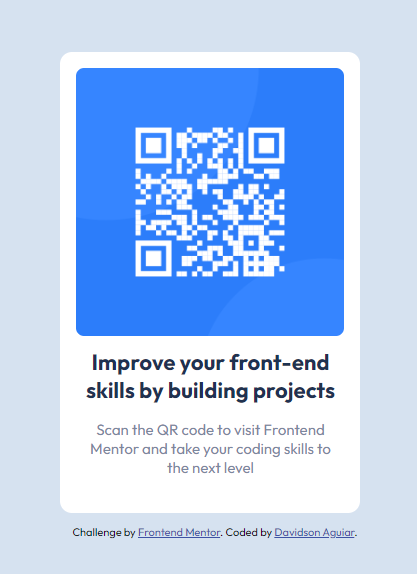 Improve your front-end
skills by building projects
Scan the QR code to visit Frontend
Mentor and take your coding skills to
the next level
Challenge by Frontend Mentor. Coded by Davidson Aguiar.